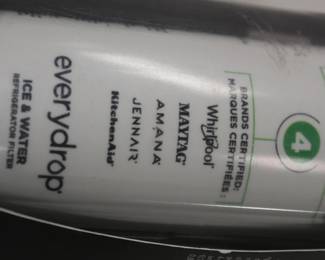 4
BRANDS CERTIFIED:
MARQUES CERTIFIÉES :
Whirlpool®
MAYTAG®
AMANA®
JENNAIR®
KitchenAid®
everydrop®
ICE & WATER
REFRIGERATOR FILTER